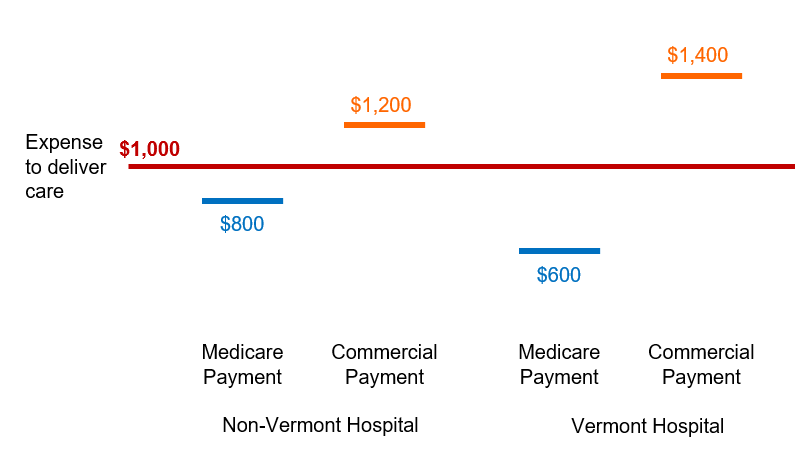 $1,400
$1,200
Expense
to deliver
care
$1,000
$800
$600
Medicare
Payment
Commercial
Payment
Medicare
Payment
Commercial
Payment
Non-Vermont Hospital
Vermont Hospital